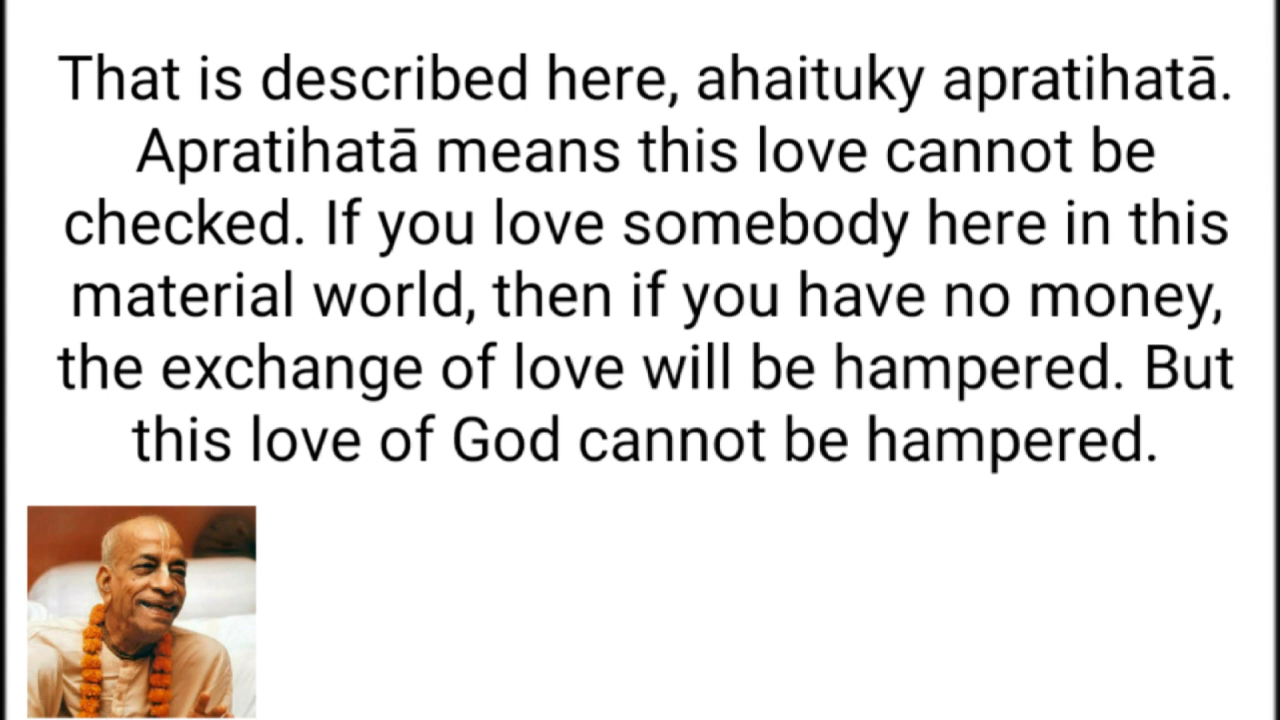 That is described here, ahaituky apratihatā.
Apratihatā means this love cannot be
checked. If you love somebody here in this
material world, then if you have no money,
the exchange of love will be hampered. But
this love of God cannot be hampered.